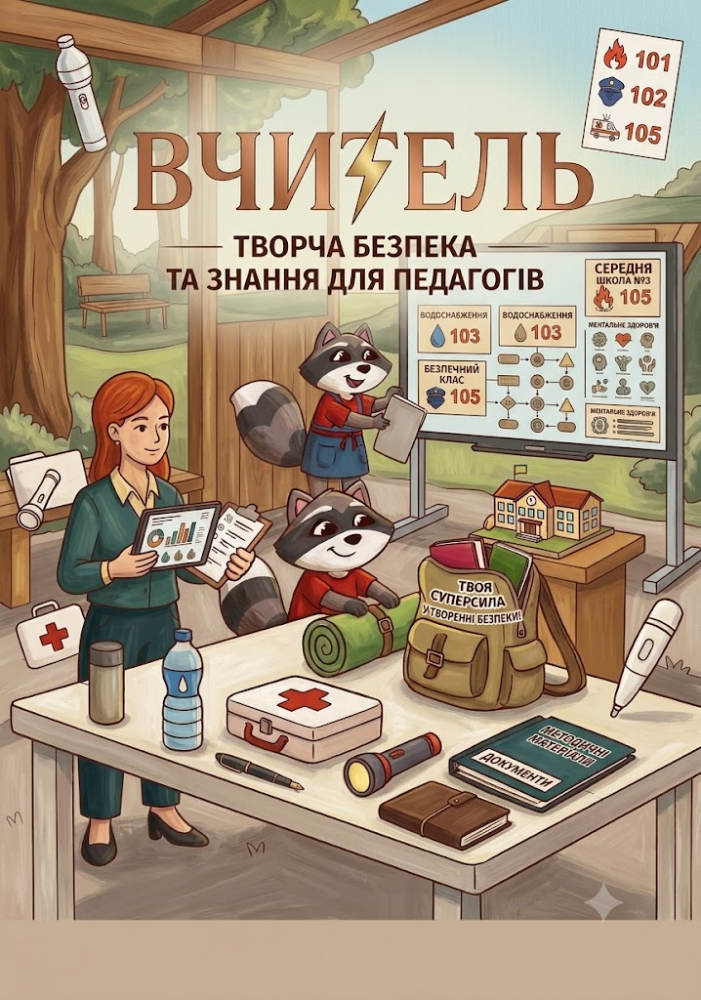 101
102
105
ВЧИТЕЛЬ
ТВОРЧА БЕЗПЕКА
ТА ЗНАННЯ ДЛЯ ПЕДАГОГІВ
СЕРЕДНЯ
ШКОЛА №3
105
ВОДОСНАБЖЕННЯ
103
ВОДОСНАБЖЕННЯ
103
МЕНТАЛЬНЕ ЗДОРОВ'Я
БЕЗПЕЧНИЙ
КЛАС
105
МЕНТАЛЬНЕ ЗДОРОВ'Я
ТВОЯ
СУПЕРСИЛА
У ТВОРЕННІ БЕЗПЕКИ!
МЕТОДИЧНІ
МАТЕРІАЛИ
ДОКУМЕНТИ